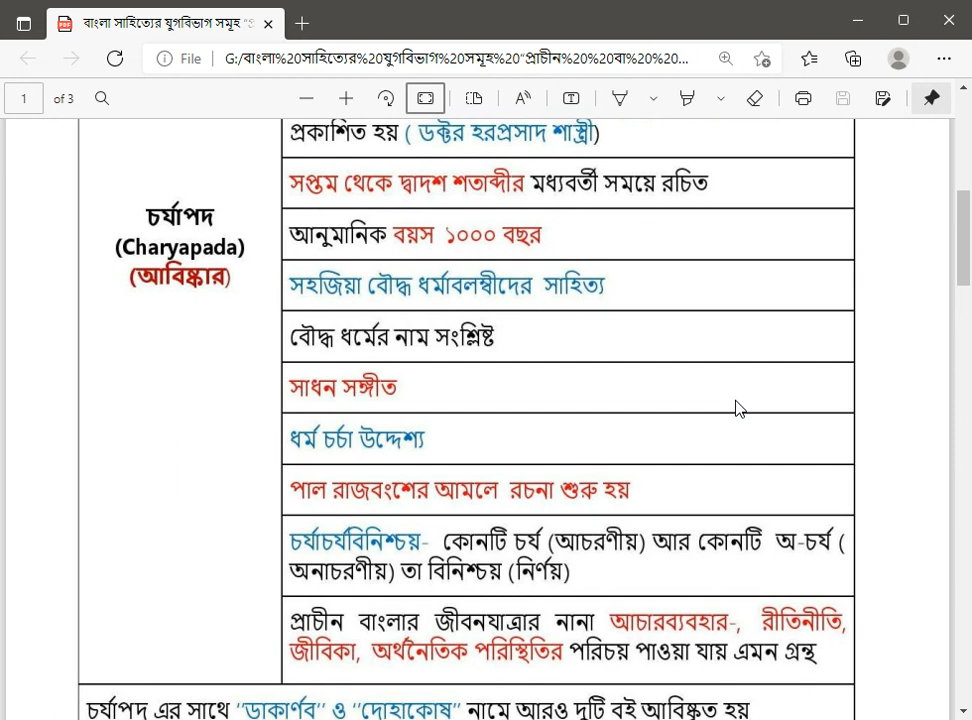 বাংলা সাহিত্যের যুগবিভাগ সমূহ "প্র
File
G:/বাংলা%20সাহিত্যের%20যুগবিভাগ%20সমূহ%20"প্রাচীন%20%20বা%20%20...
1 of 3
প্রকাশিত হয় ( ডক্টর হরপ্রসাদ শাস্ত্রী)
সপ্তম থেকে দ্বাদশ শতাব্দীর মধ্যবর্তী সময়ে রচিত
চর্যাপদ
(Charyapada)
(আবিষ্কার)
আনুমানিক বয়স ১০০০ বছর
সহজিয়া বৌদ্ধ ধর্মাবলম্বীদের সাহিত্য
বৌদ্ধ ধর্মের নাম সংশ্লিষ্ট
সাধন সঙ্গীত
ধর্ম চর্চা উদ্দেশ্য
পাল রাজবংশের আমলে রচনা শুরু হয়
চর্যাচর্যবিনিশ্চয়- কোনটি চর্য (আচরণীয়) আর কোনটি অ-চর্য (
অনাচরণীয়) তা বিনিশ্চয় (নির্ণয়)
প্রাচীন বাংলার জীবনযাত্রার নানা আচারব্যবহার-, রীতিনীতি,
জীবিকা, অর্থনৈতিক পরিস্থিতির পরিচয় পাওয়া যায় এমন গ্রন্থ
চর্যাপদ এর সাথে "ডাকার্ণব" ও "দোহাকোষ" নামে আরও দুটি বই আবিষ্কৃত হয়